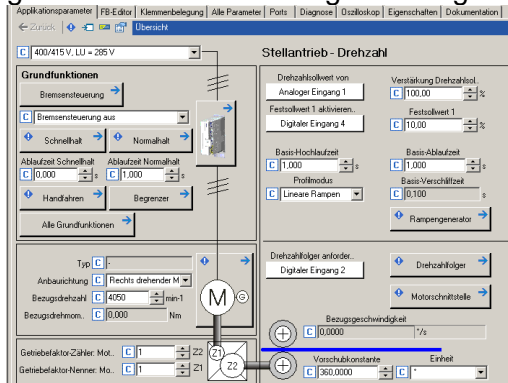 Applikationsparameter FB-Editor Klemmenbelegung Alle Parameter Ports Diagnose Oszilloskop Eigenschaften Dokumentation
Zurück Übersicht
C 400/415 V, LU = 285 V
Grundfunktionen
Bremsensteuerung
C Bremsensteuerung aus
Schnellhalt Normalhalt
Ablaufzeit Schnellhalt Ablaufzeit Normalhalt
C 0,000 s C 1,000 s
Handfahren Begrenzer
Alle Grundfunktionen
Typ C -
Anbaurichtung C Rechts drehender M
Bezugsdrehzahl C 4050 min-1
Bezugsdrehmom.. C 0,000 Nm
M G
Getriebefaktor-Zähler: Mot.. C 1 Z2
Getriebefaktor-Nenner: Mo.. C 1 Z1
Z1
Z2
Stellantrieb - Drehzahl
Drehzahlsollwert von Verstärkung Drehzahlsol..
Analoger Eingang 1 C 100,00 %
Festsollwert 1 aktivieren.. Festsollwert 1
Digitaler Eingang 4 C 10,00 %
Basis-Hochlaufzeit Basis-Ablaufzeit
C 1,000 s C 1,000 s
Profilmodus Basis-Verschliffzeit
C Lineare Rampen C 0,100 s
Rampengenerator
Drehzahlfolger anforder..
Digitaler Eingang 2 Drehzahlfolger
Motorschnittstelle
Bezugsgeschwindigkeit
C 0,0000 °/s
Vorschubkonstante Einheit
C 360,0000 C °